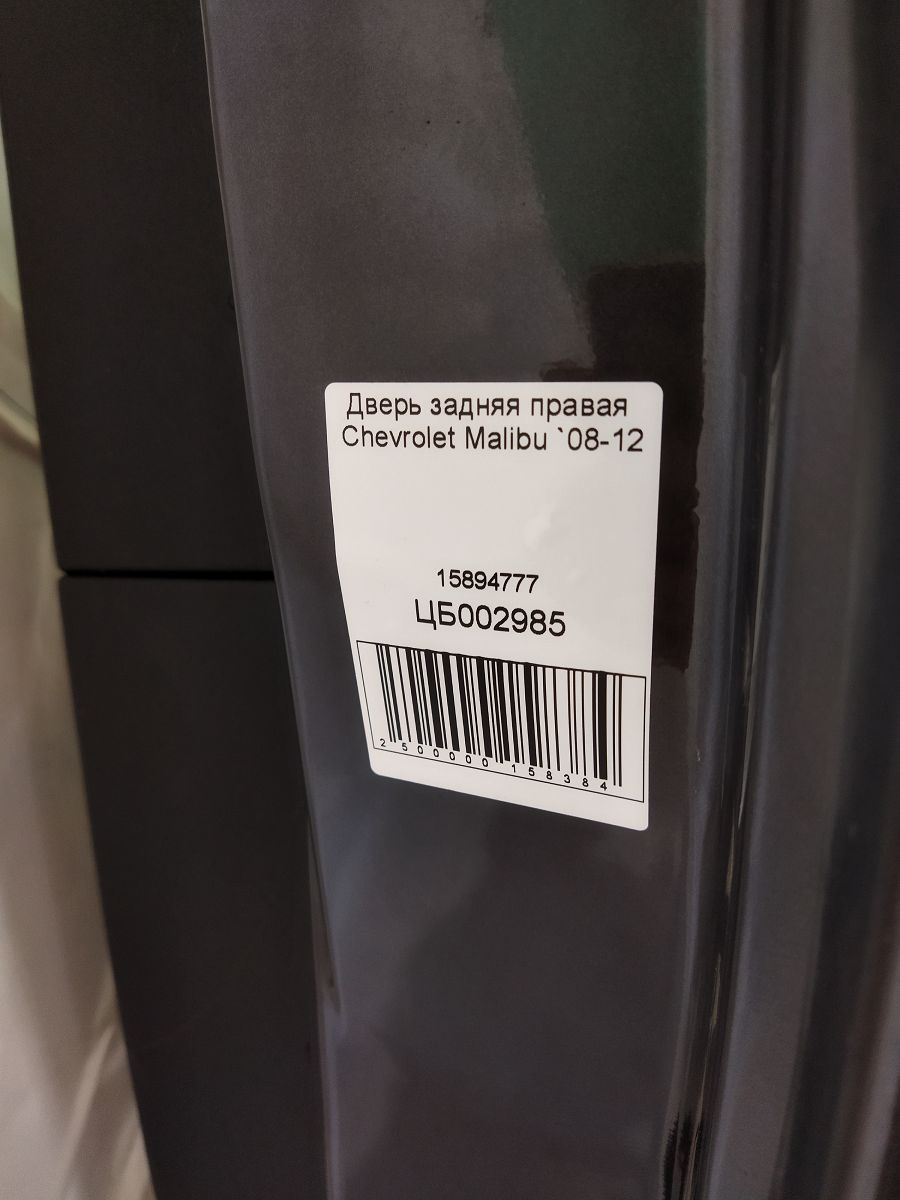 Дверь задняя правая
Chevrolet Malibu `08-12
15894777
ЦБ002985
2500000158384